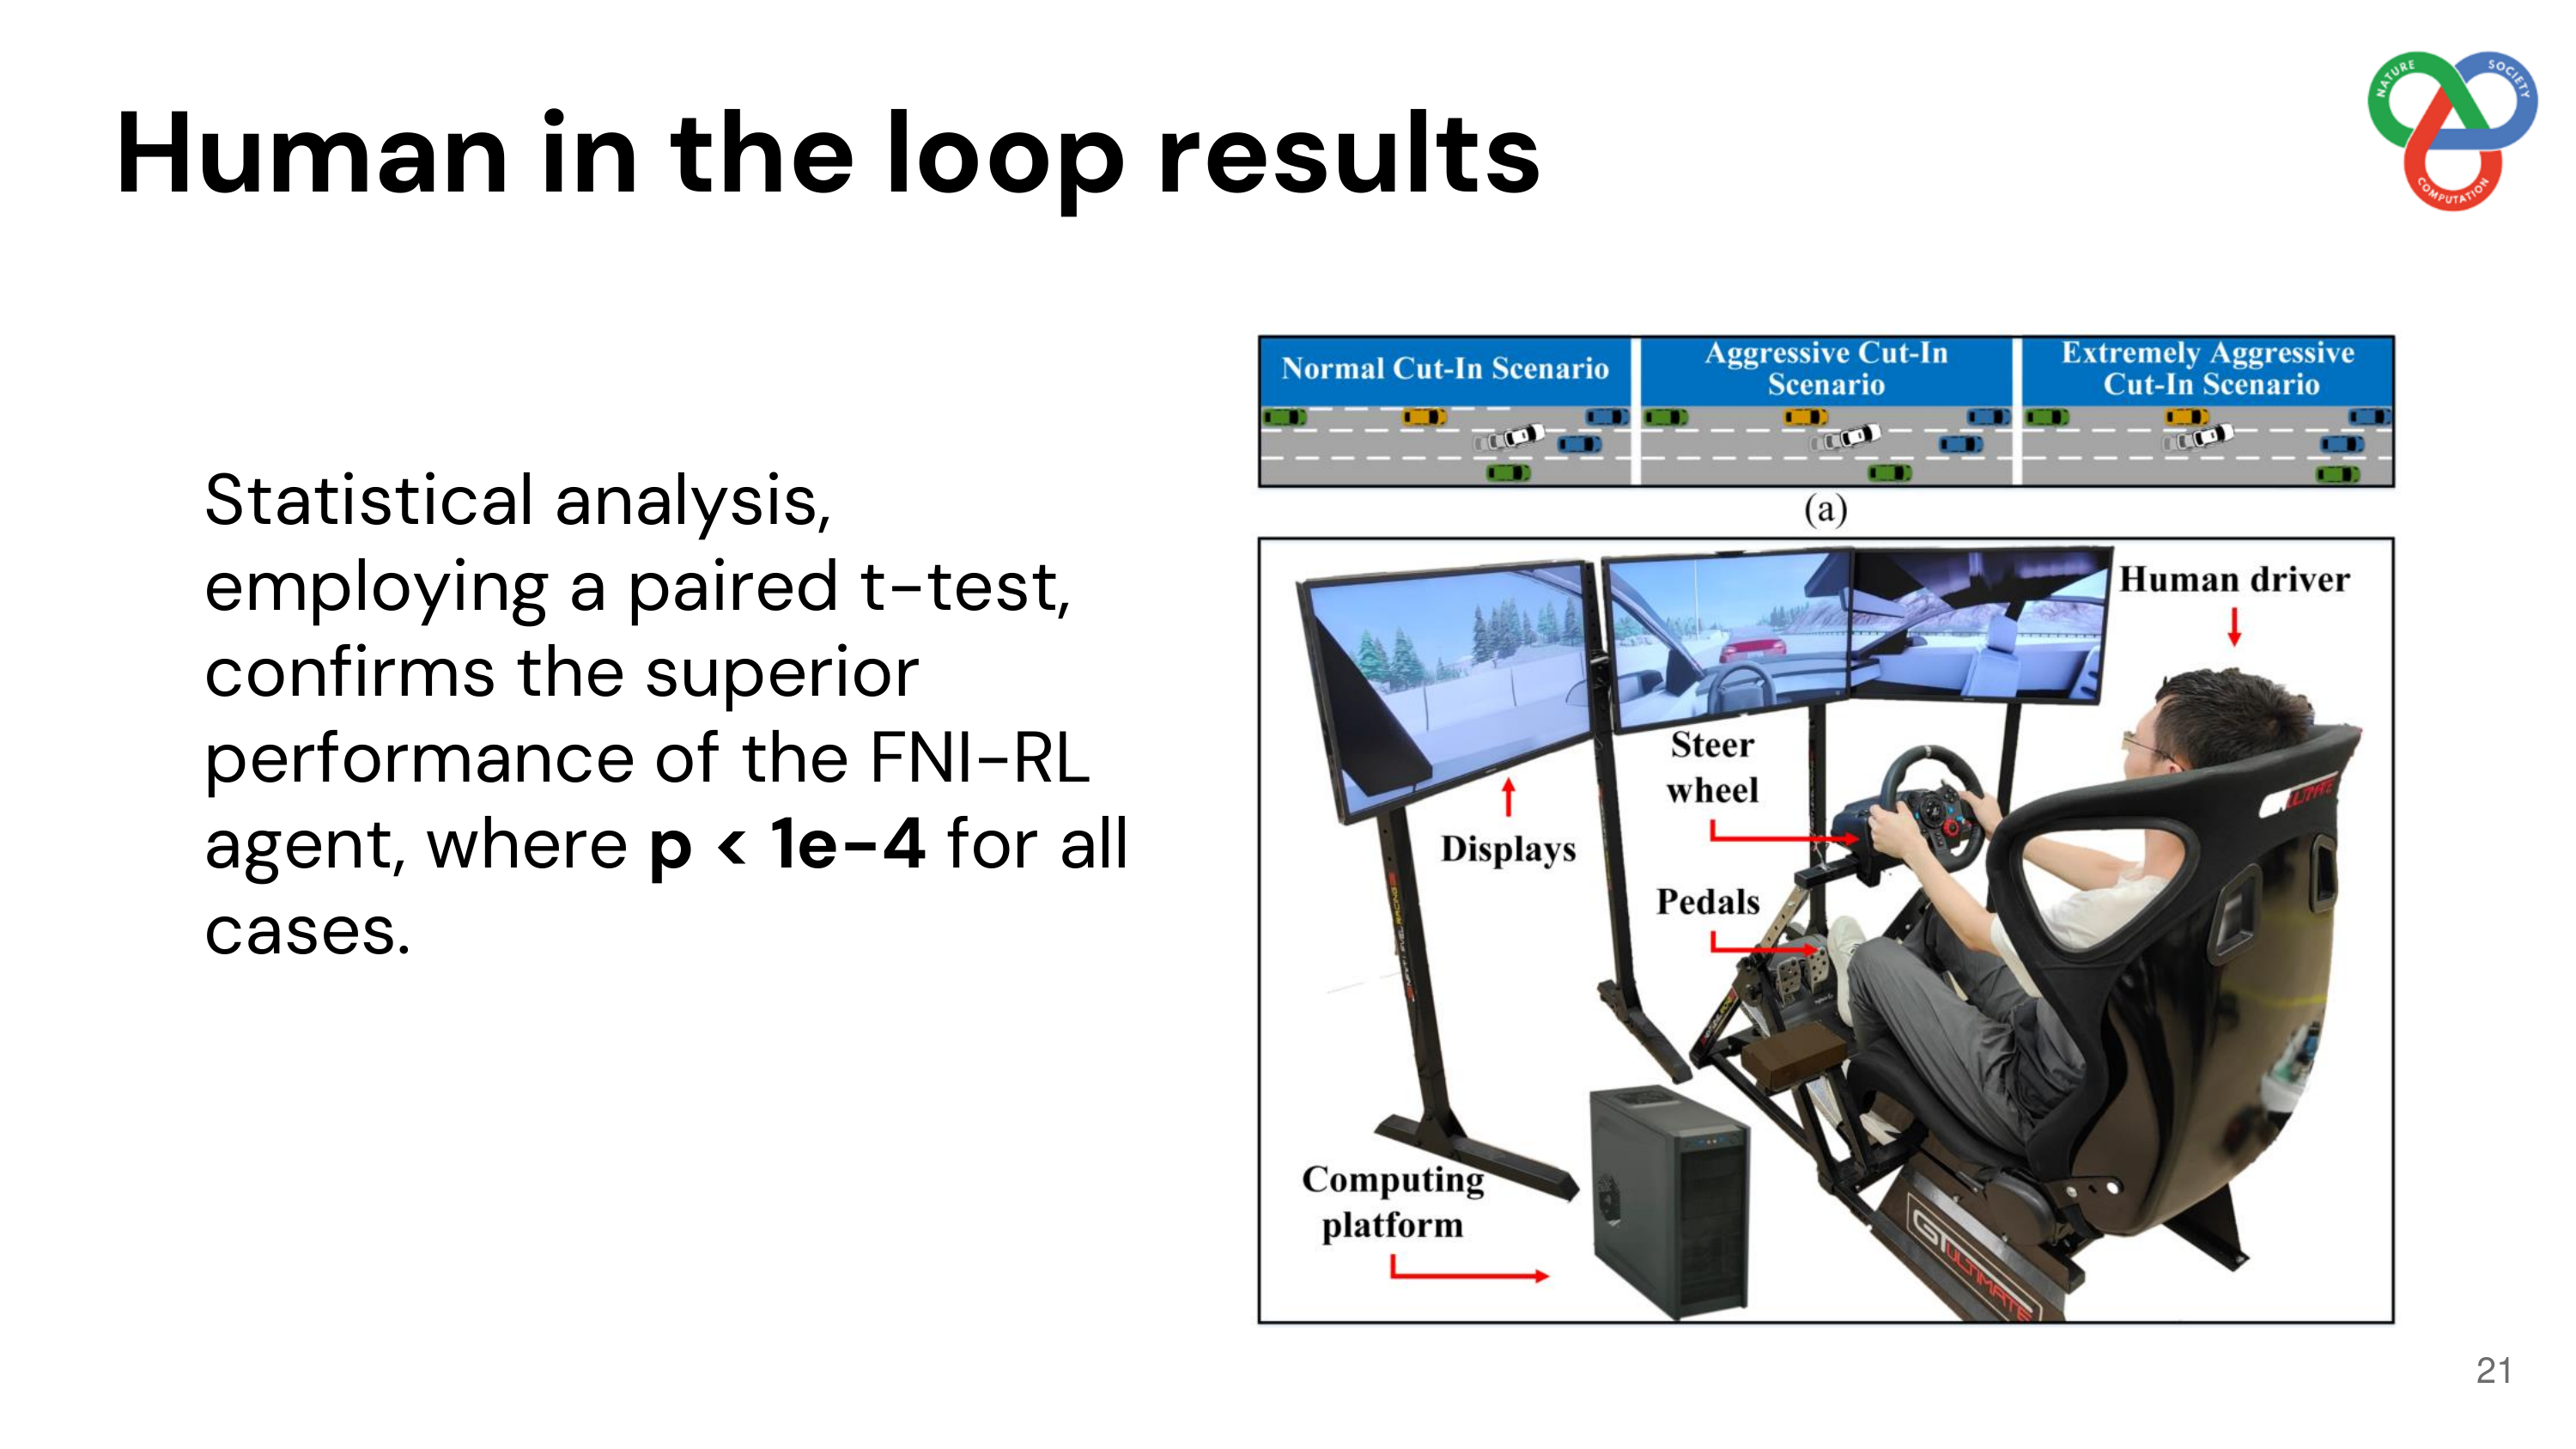 Human in the loop results
NATURE
SOCIETY
COMPUTATION
Statistical analysis,
employing a paired t-test,
confirms the superior
performance of the FNI-RL
agent, where p < 1e-4 for all
cases.
Normal Cut-In Scenario
Aggressive Cut-In
Scenario
Extremely Aggressive
Cut-In Scenario
(a)
Human driver
Steer
wheel
Displays
Pedals
Computing
platform
GTULTIMATE
21